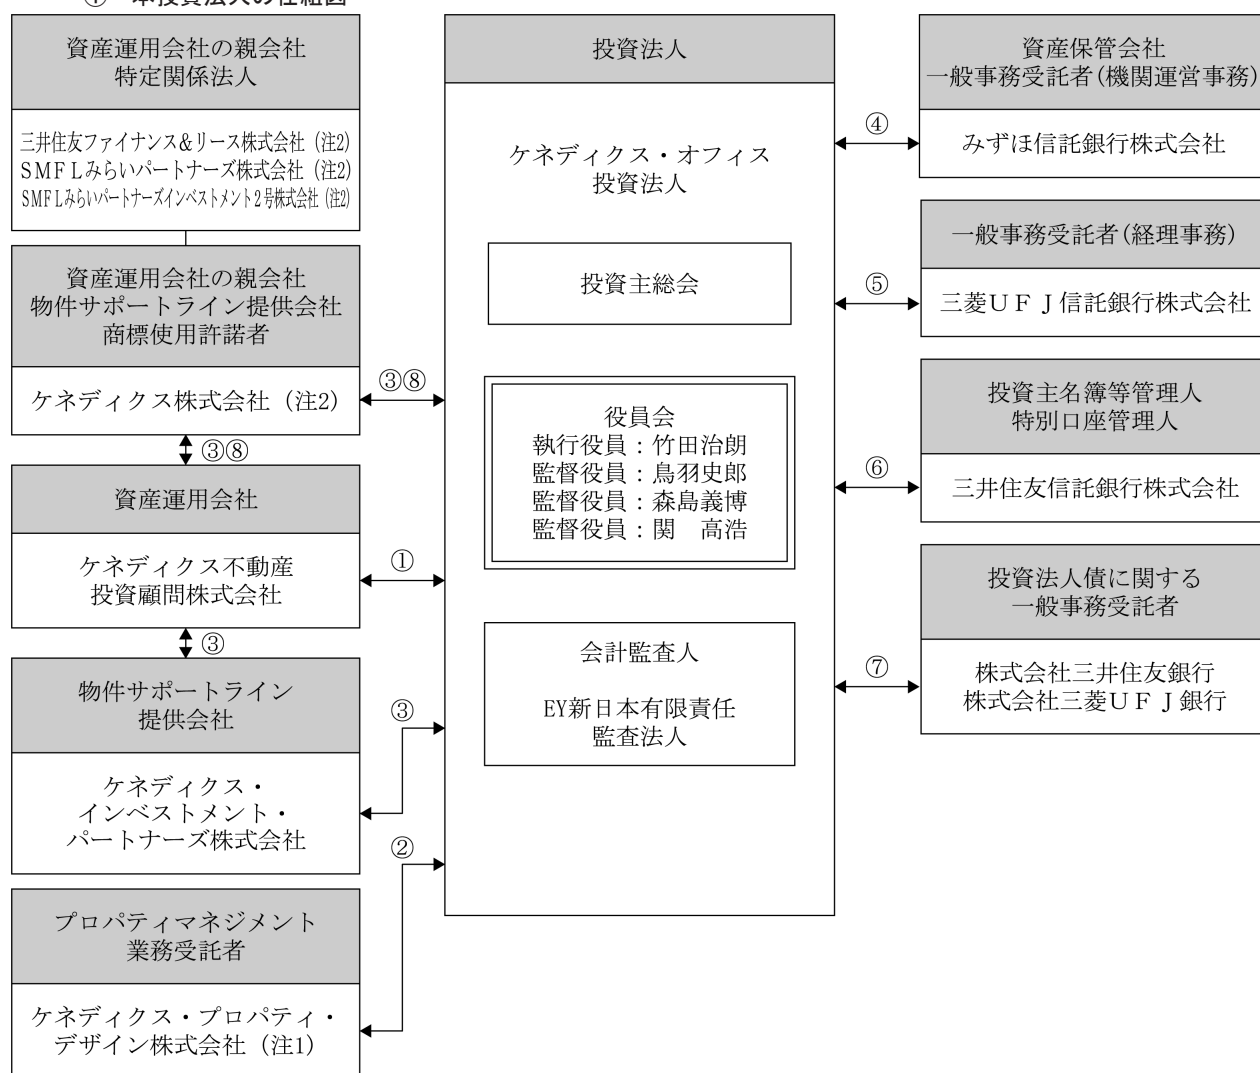 ① 本投資法人の仕組図
資産運用会社の親会社
特定関係法人
三井住友ファイナンス＆リース株式会社（注2）
ＳＭＦＬみらいパートナーズ株式会社（注2）
ＳＭＦＬみらいパートナーズインベストメント２号株式会社（注2）
資産運用会社の親会社
物件サポートライン提供会社
商標使用許諾者
ケネディクス株式会社（注2）
③⑧
③⑧
資産運用会社
ケネディクス不動産
投資顧問株式会社
①
③
物件サポートライン
提供会社
ケネディクス・
インベストメント・
パートナーズ株式会社
③
②
プロパティマネジメント
業務受託者
ケネディクス・プロパティ・
デザイン株式会社（注1）
投資法人
ケネディクス・オフィス
投資法人
投資主総会
役員会
執行役員：竹田治朗
監督役員：鳥羽史郎
監督役員：森島義博
監督役員：関　高浩
会計監査人
EY新日本有限責任
監査法人
資産保管会社
一般事務受託者(機関運営事務)
④
みずほ信託銀行株式会社
一般事務受託者(経理事務)
⑤
三菱ＵＦＪ信託銀行株式会社
投資主名簿等管理人
特別口座管理人
⑥
三井住友信託銀行株式会社
投資法人債に関する
一般事務受託者
⑦
株式会社三井住友銀行
株式会社三菱ＵＦＪ銀行